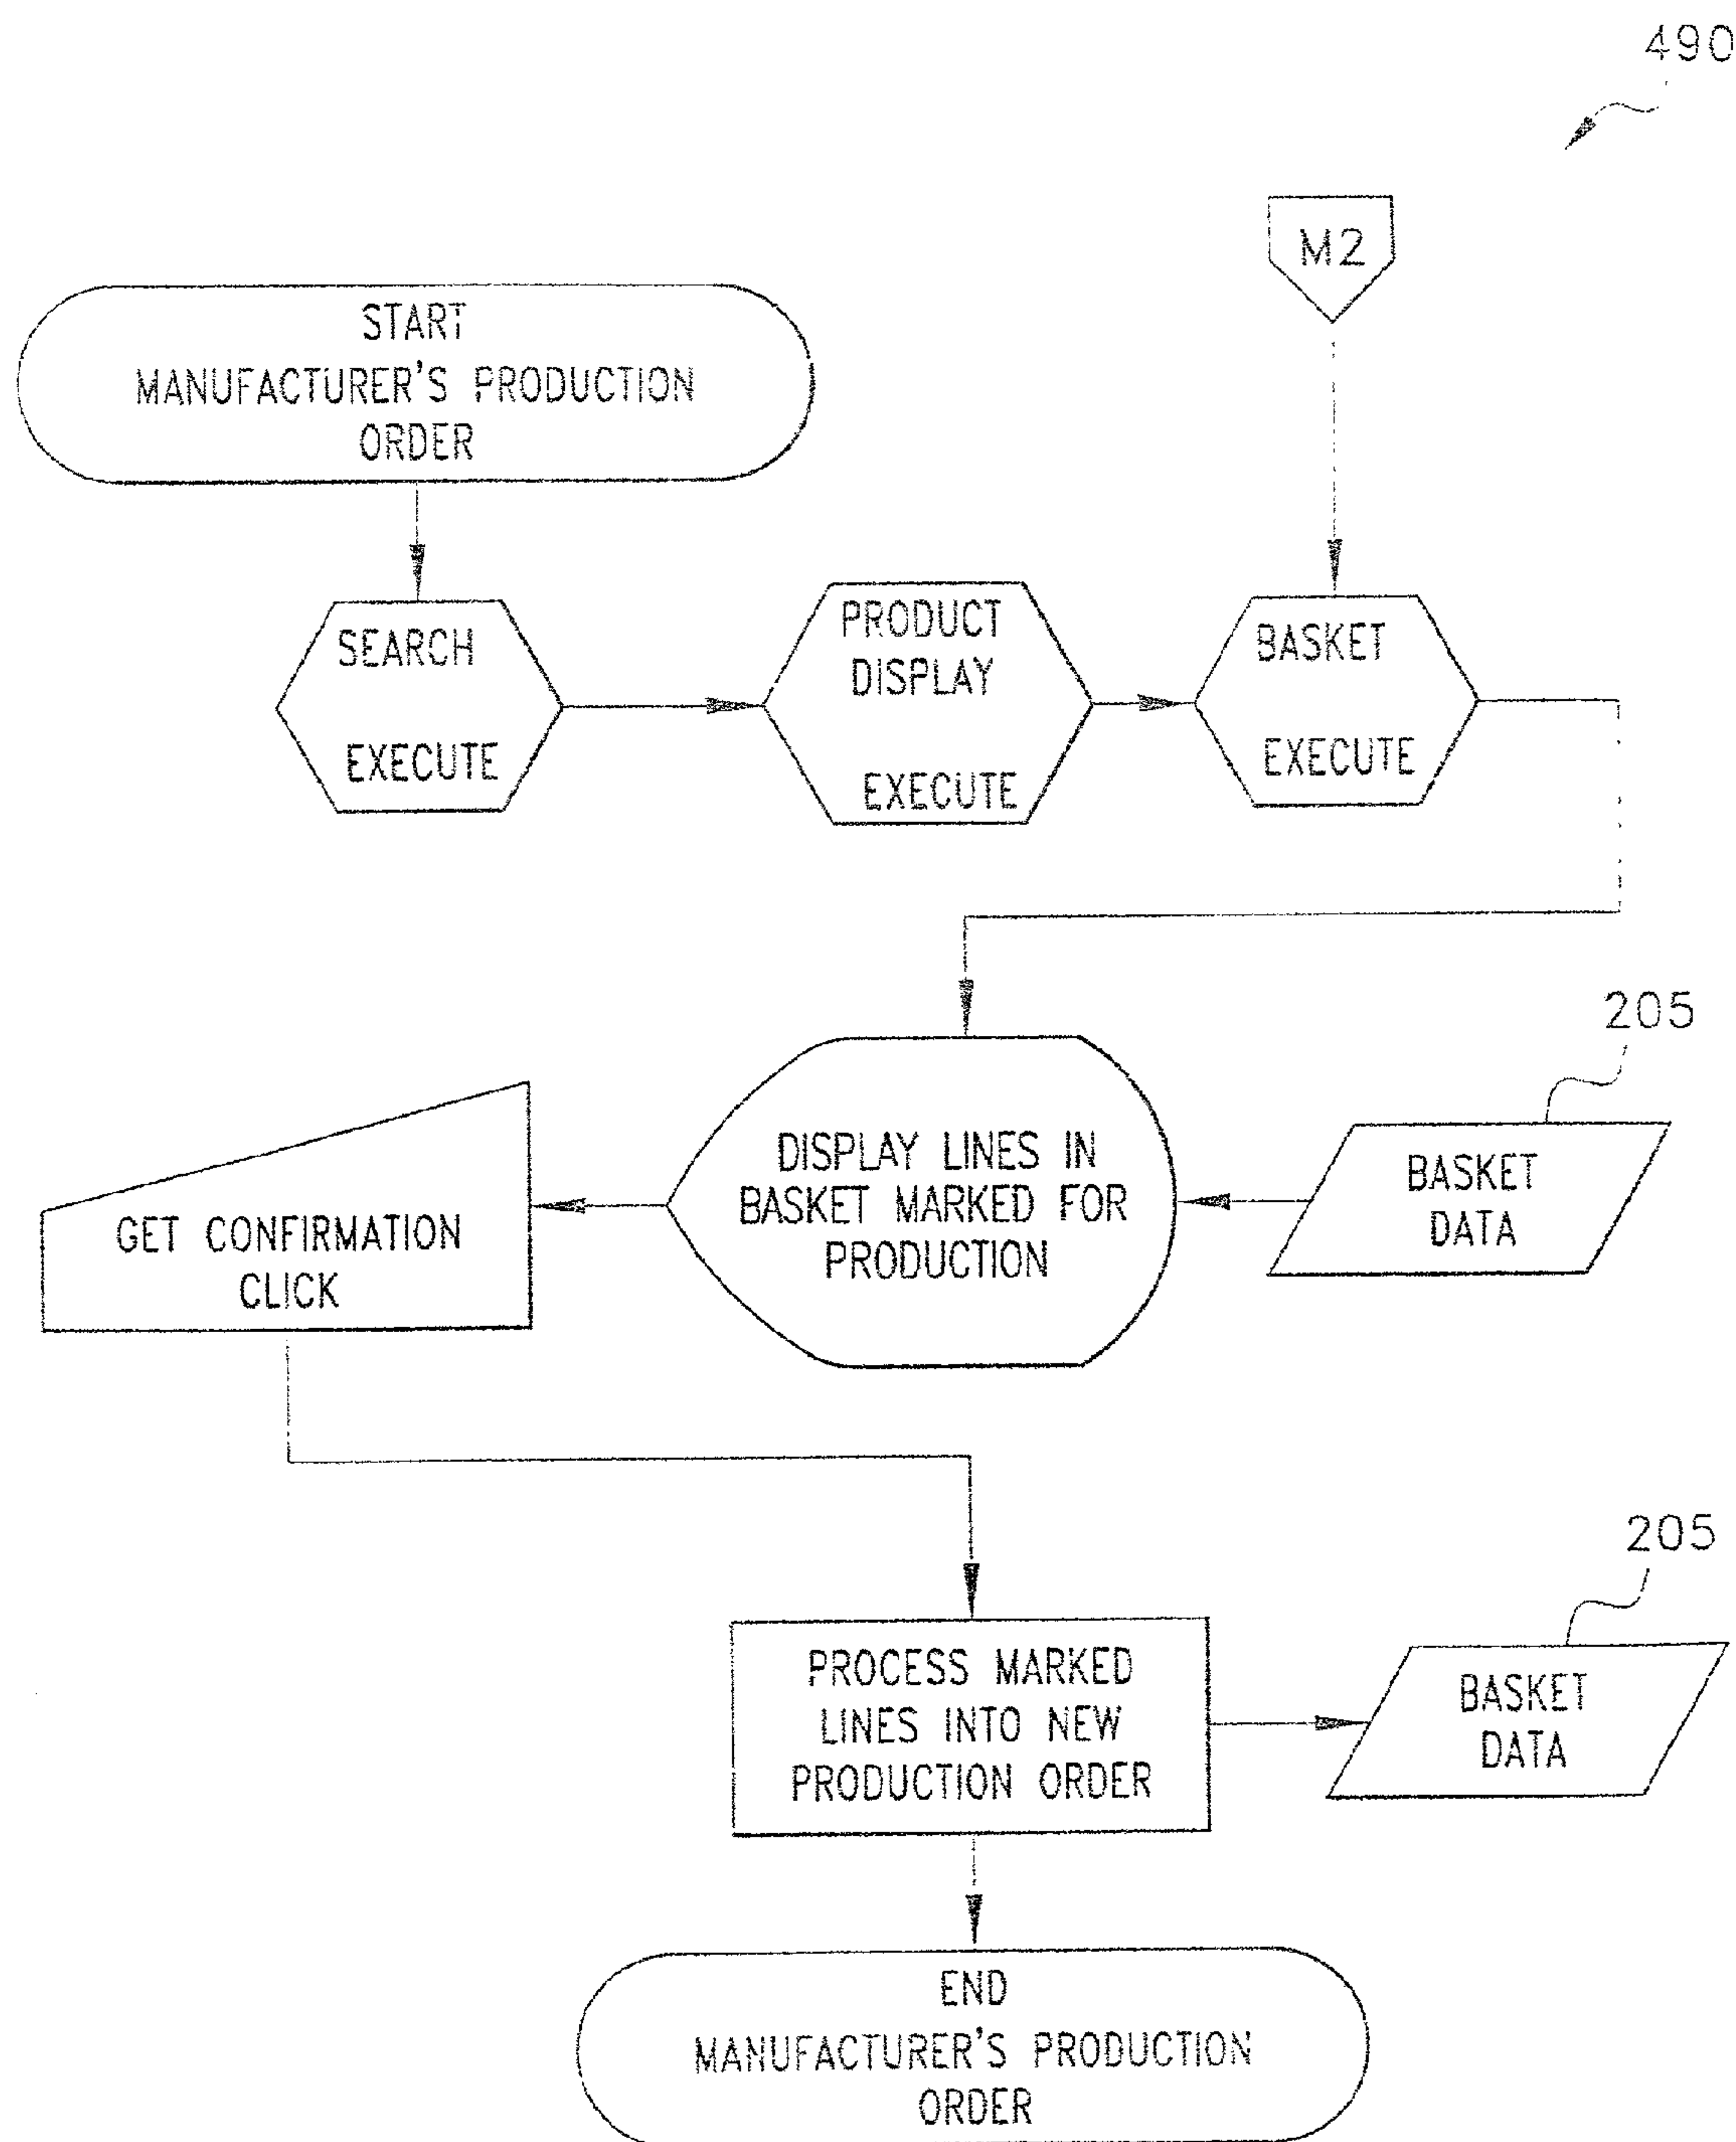 490
M2
START
MANUFACTURER'S PRODUCTION
ORDER
SEARCH
EXECUTE
PRODUCT
DISPLAY
EXECUTE
BASKET
EXECUTE
205
DISPLAY LINES IN
BASKET MARKED FOR
PRODUCTION
BASKET
DATA
GET CONFIRMATION
CLICK
205
PROCESS MARKED
LINES INTO NEW
PRODUCTION ORDER
BASKET
DATA
END
MANUFACTURER'S PRODUCTION
ORDER